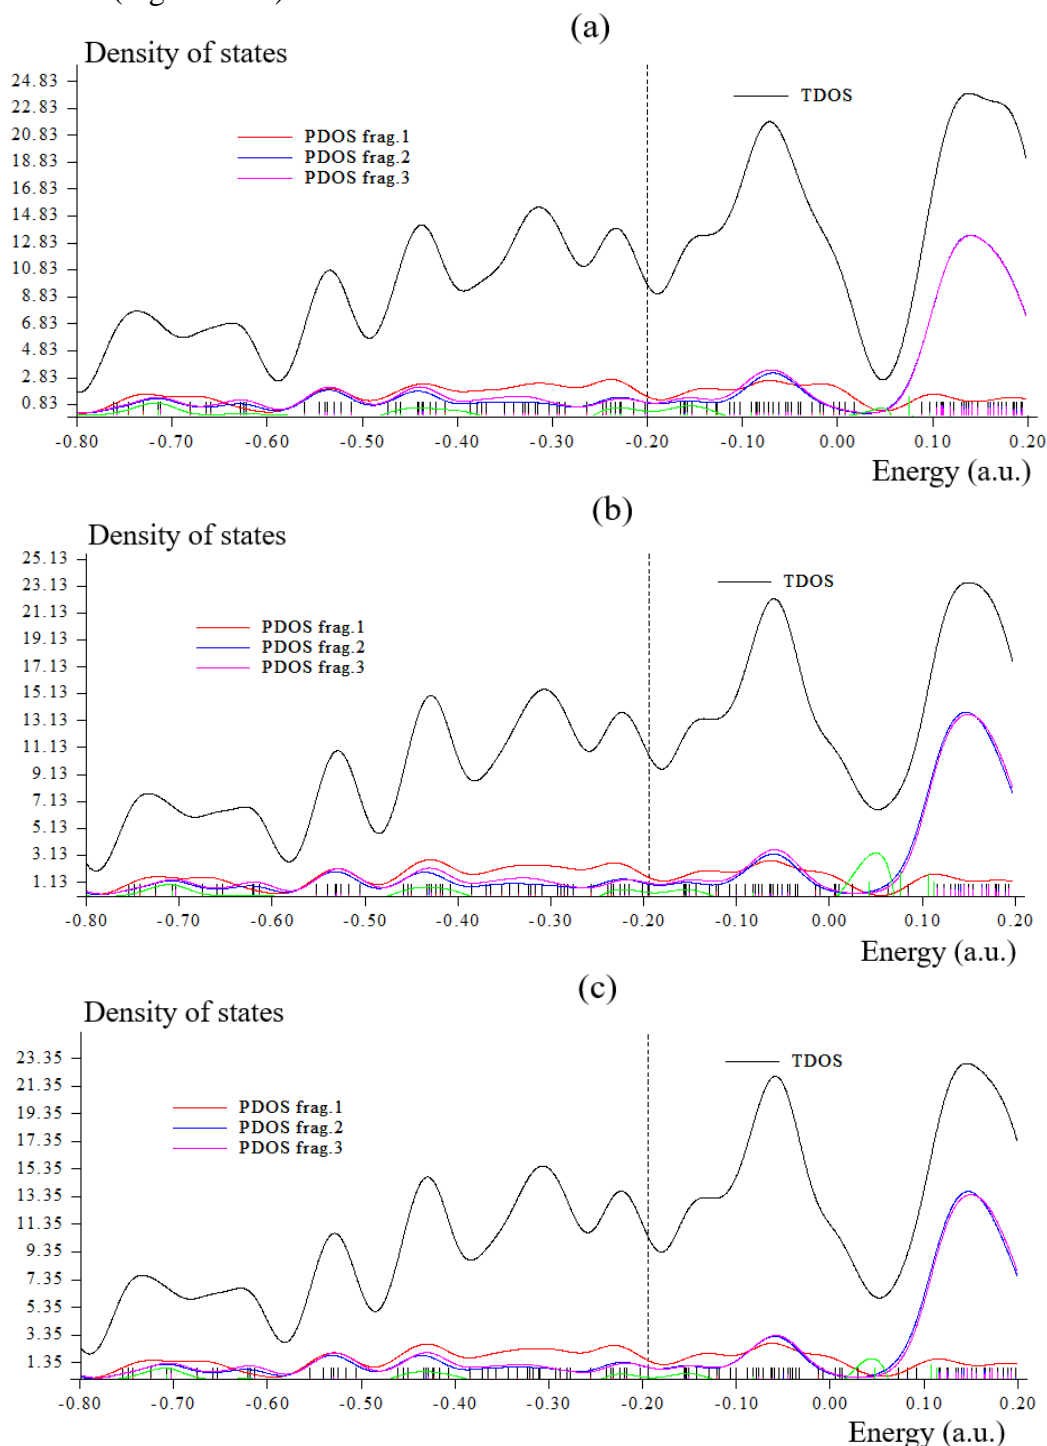 (a)
Density of states
24.83
22.83
20.83
18.83
16.83
14.83
12.83
10.83
8.83
6.83
4.83
2.83
0.83
TDOS
PDOS frag.1
PDOS frag.2
PDOS frag.3
-0.80 -0.70 -0.60 -0.50 -0.40 -0.30 -0.20 -0.10 0.00 0.10 0.20
Energy (a.u.)
(b)
Density of states
25.13
23.13
21.13
19.13
17.13
15.13
13.13
11.13
9.13
7.13
5.13
3.13
1.13
TDOS
PDOS frag.1
PDOS frag.2
PDOS frag.3
-0.80 -0.70 -0.60 -0.50 -0.40 -0.30 -0.20 -0.10 0.00 0.10 0.20
Energy (a.u.)
(c)
Density of states
23.35
21.35
19.35
17.35
15.35
13.35
11.35
9.35
7.35
5.35
3.35
1.35
TDOS
PDOS frag.1
PDOS frag.2
PDOS frag.3
-0.80 -0.70 -0.60 -0.50 -0.40 -0.30 -0.20 -0.10 0.00 0.10 0.20
Energy (a.u.)